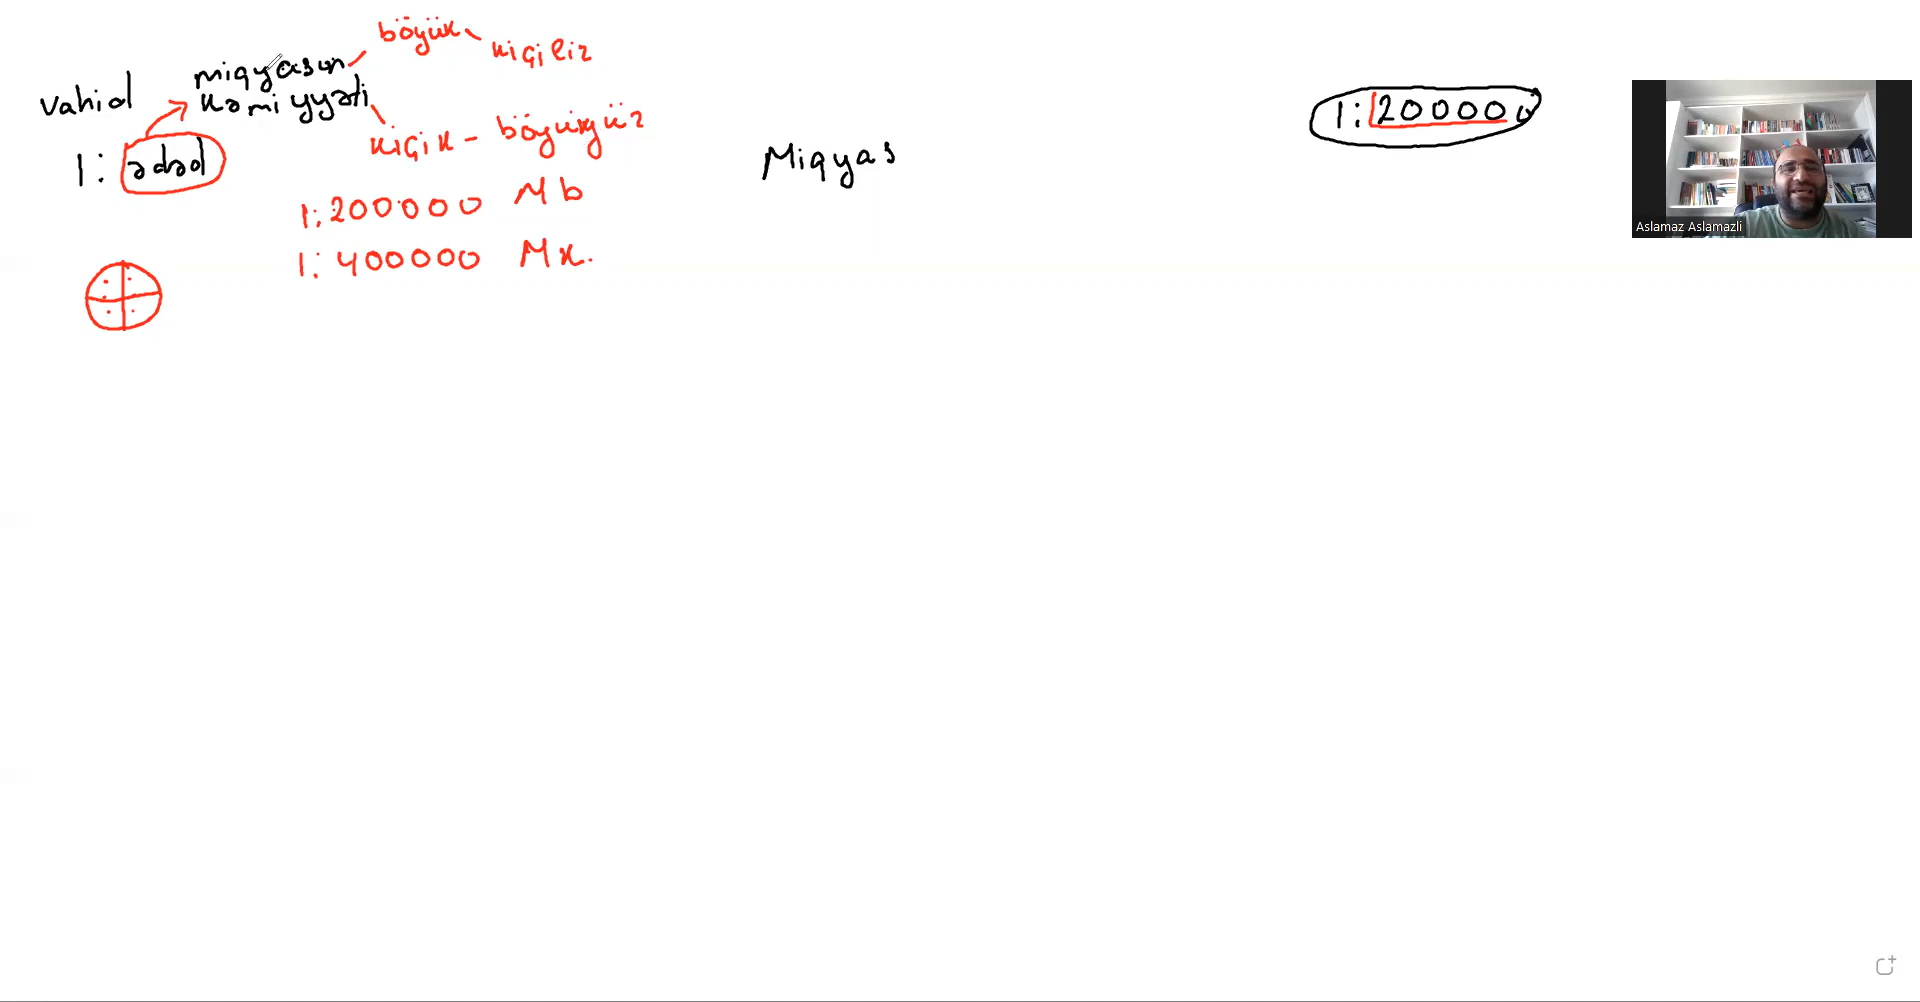 vahid
miqyasın
kəmiyyəti
böyük
kiçiliz
kiçik - böyükgüz
1: ədəd
1:200000 Mb
1:400000 Mk.
Miqyas
1:200000
Aslamaz Aslamazli